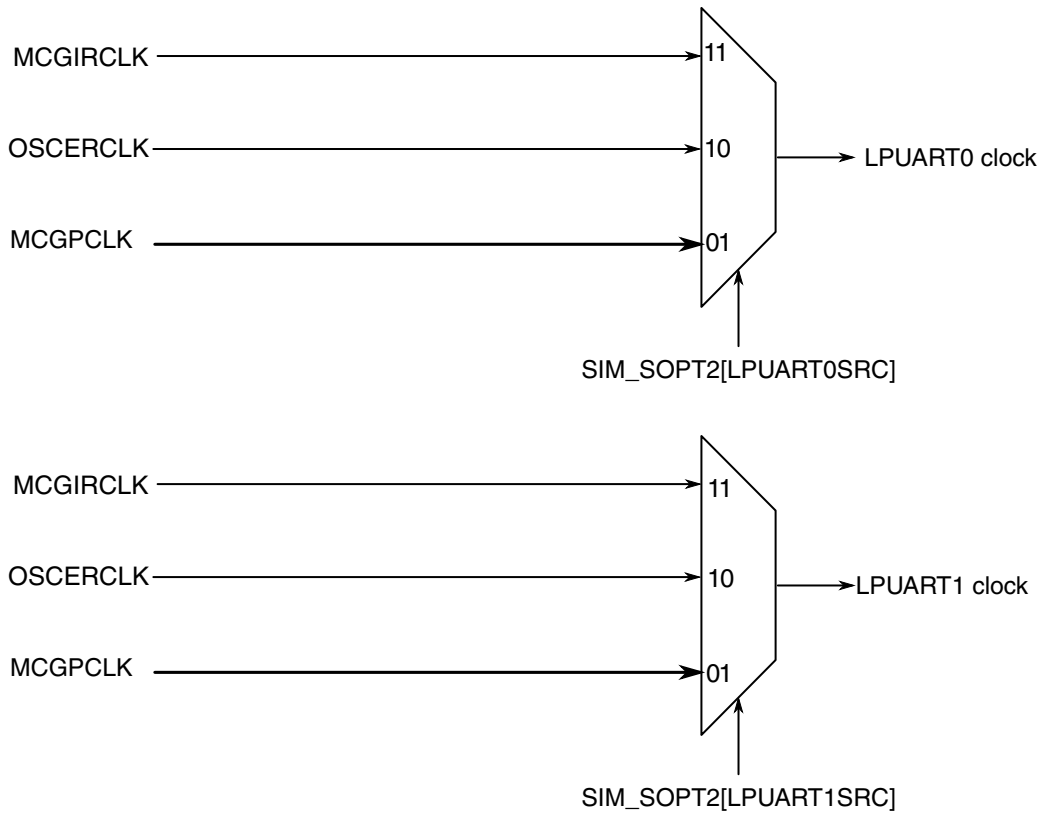 MCGIRCLK
11
OSCERCLK
10
LPUART0 clock
MCGPCLK
01
SIM_SOPT2[LPUART0SRC]
MCGIRCLK
11
OSCERCLK
10
LPUART1 clock
MCGPCLK
01
SIM_SOPT2[LPUART1SRC]